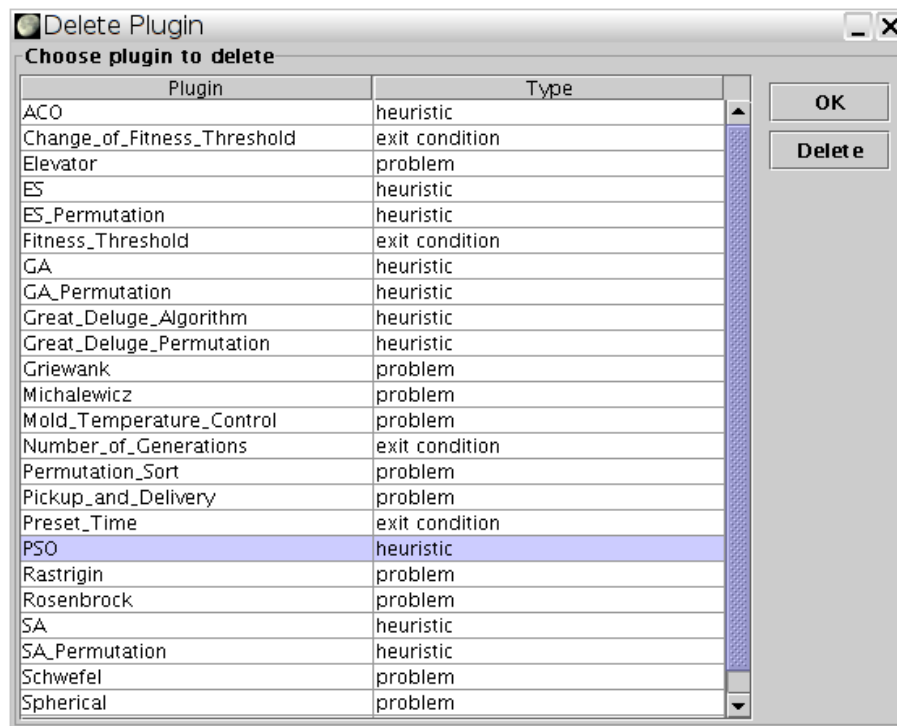 Delete Plugin
Choose plugin to delete
Plugin Type
ACO heuristic
Change_of_Fitness_Threshold exit condition
Elevator problem
ES heuristic
ES_Permutation heuristic
Fitness_Threshold exit condition
GA heuristic
GA_Permutation heuristic
Great_Deluge_Algorithm heuristic
Great_Deluge_Permutation heuristic
Griewank problem
Michalewicz problem
Mold_Temperature_Control problem
Number_of_Generations exit condition
Permutation_Sort problem
Pickup_and_Delivery problem
Preset_Time exit condition
PSO heuristic
Rastrigin problem
Rosenbrock problem
SA heuristic
SA_Permutation heuristic
Schwefel problem
Spherical problem
OK
Delete